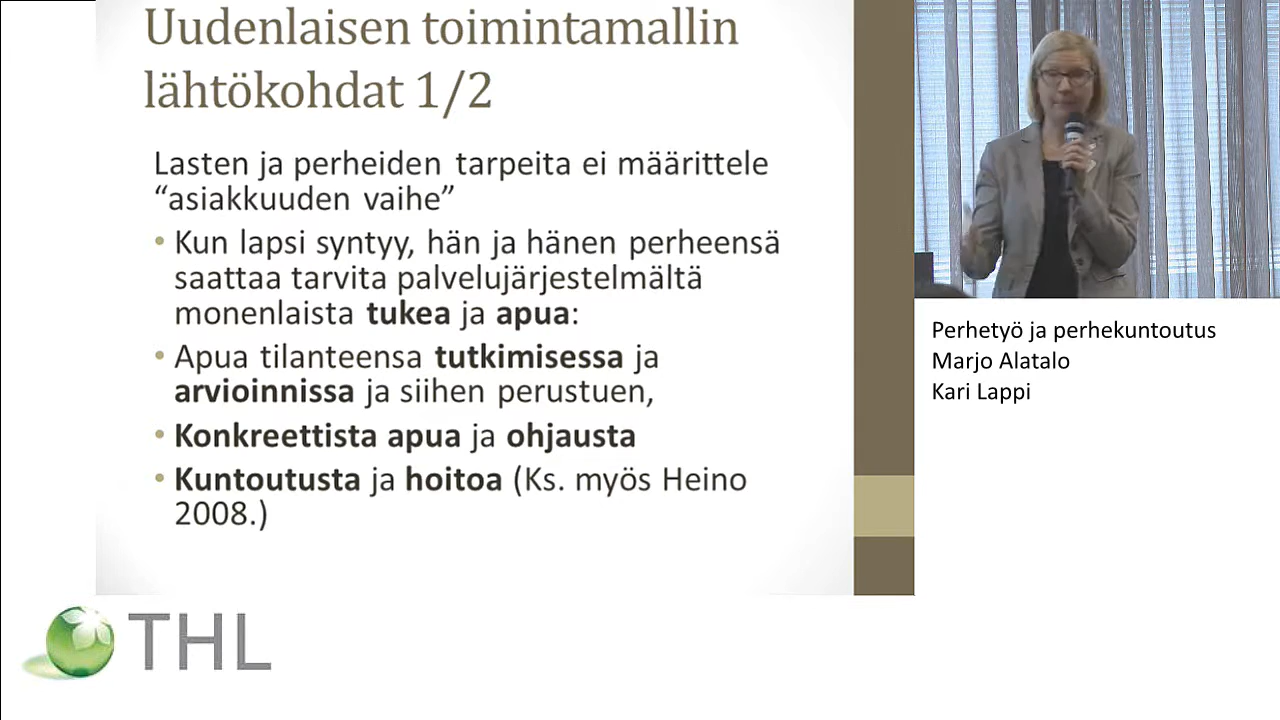 Uudenlaisen toimintamallin
lähtökohdat 1/2
Lasten ja perheiden tarpeita ei määrittele
“asiakkuuden vaihe”
• Kun lapsi syntyy, hän ja hänen perheensä
saattaa tarvita palvelujärjestelmältä
monenlaista tukea ja apua:
• Apua tilanteensa tutkimisessa ja
arvioinnissa ja siihen perustuen,
• Konkreettista apua ja ohjausta
• Kuntoutusta ja hoitoa (Ks. myös Heino
2008.)
Perhetyö ja perhekuntoutus
Marjo Alatalo
Kari Lappi
THL